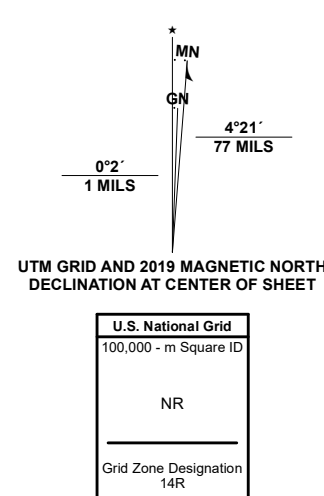 MN
GN
4°21´
77 MILS
0°2´
1 MILS
UTM GRID AND 2019 MAGNETIC NORTH
DECLINATION AT CENTER OF SHEET
U.S. National Grid
100,000 - m Square ID
NR
Grid Zone Designation
14R